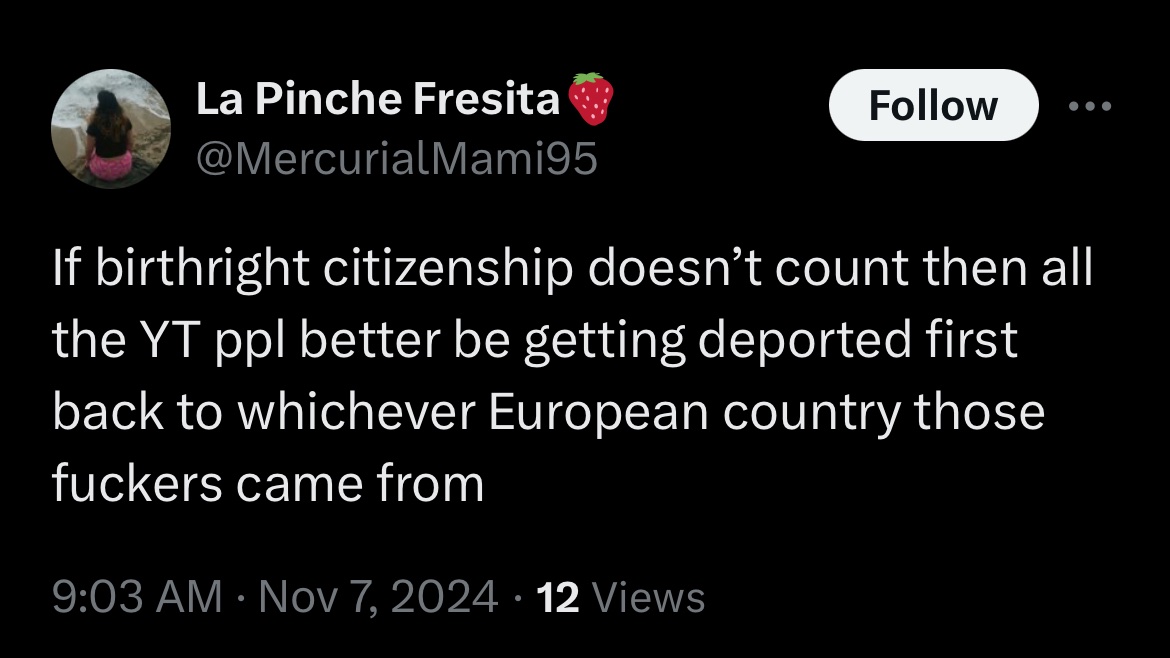 La Pinche Fresita🍓
Follow
@MercurialMami95
If birthright citizenship doesn’t count then all
the YT ppl better be getting deported first
back to whichever European country those
fuckers came from
9:03 AM · Nov 7, 2024 · 12 Views